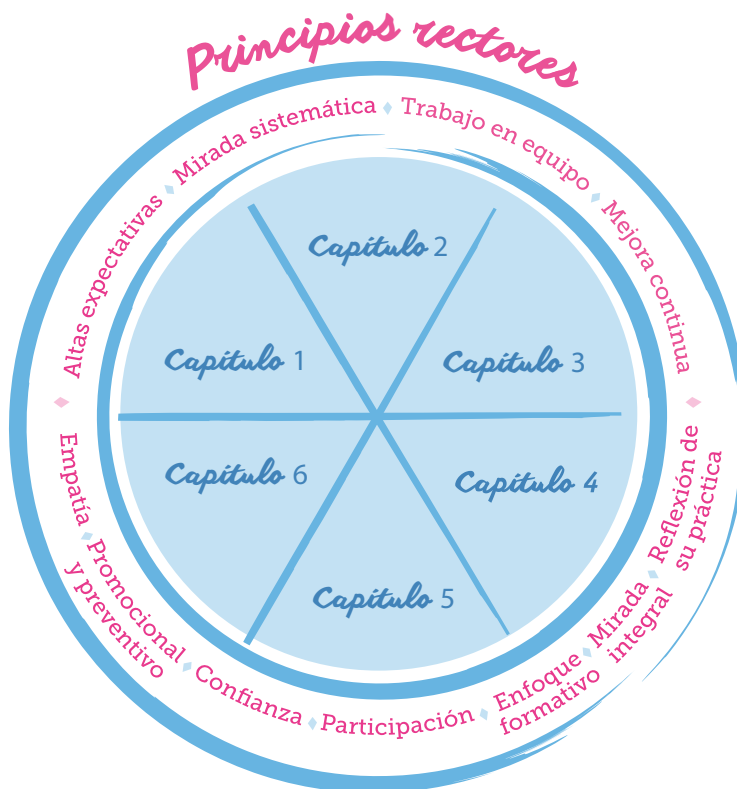 Principios rectores
Altas expectativas
Mirada sistemática
Trabajo en equipo
Mejora continua
Reflexión de
su práctica
Mirada
integral
Enfoque
formativo
Participación
Confianza
Promocional
y preventivo
Empatía
Capítulo 1
Capítulo 2
Capítulo 3
Capítulo 4
Capítulo 5
Capítulo 6